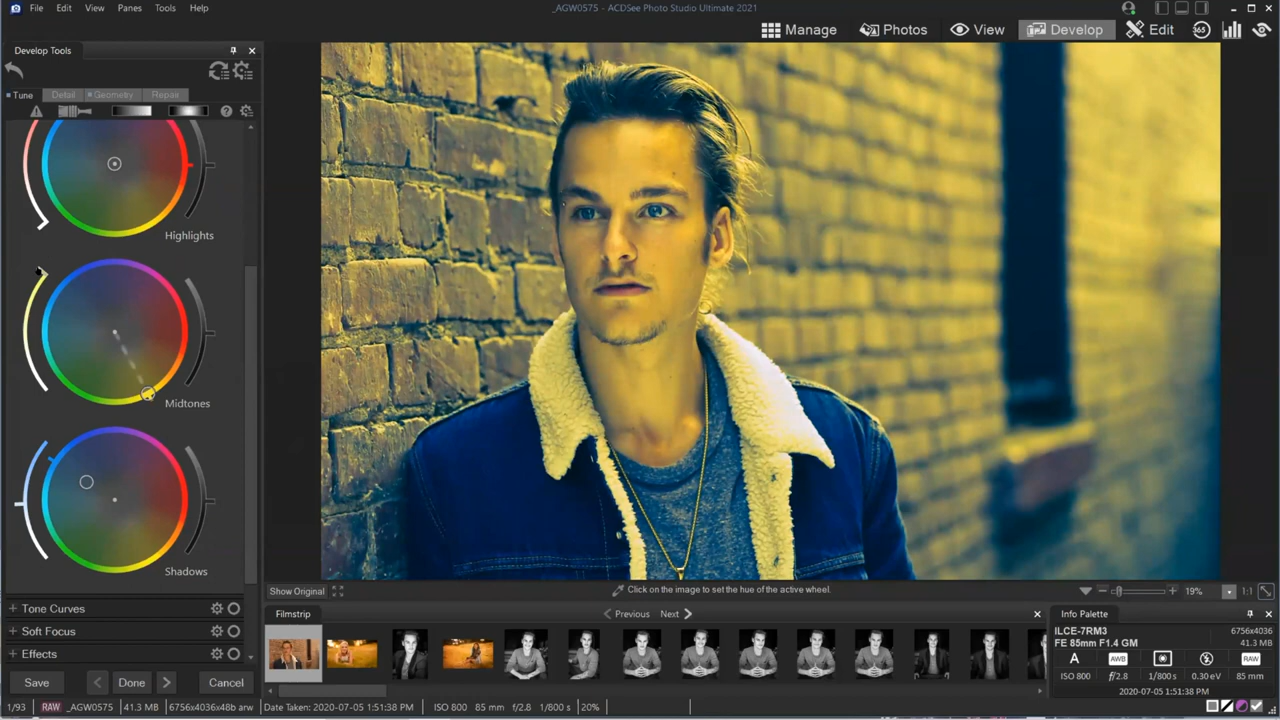 File Edit View Panes Tools Help
_AGW0575 - ACDSee Photo Studio Ultimate 2021
Manage Photos View Develop Edit 365
Develop Tools
Tune Detail Geometry Repair
Highlights
Midtones
Shadows
Tone Curves
Soft Focus
Effects
Save Done Cancel
Show Original
Click on the image to set the hue of the active wheel.
19% 1:1
Filmstrip
Previous Next
Info Palette
ILCE-7RM3 6756x4036
FE 85mm F1.4 GM 41.3 MB
A AWB RAW
ISO 800 f/2.8 1/800 s 0.30 eV 85 mm
2020-07-05 1:51:38 PM
1/93 RAW _AGW0575 41.3 MB 6756x4036x48b arw Date Taken: 2020-07-05 1:51:38 PM ISO 800 85 mm f/2.8 1/800 s 20%